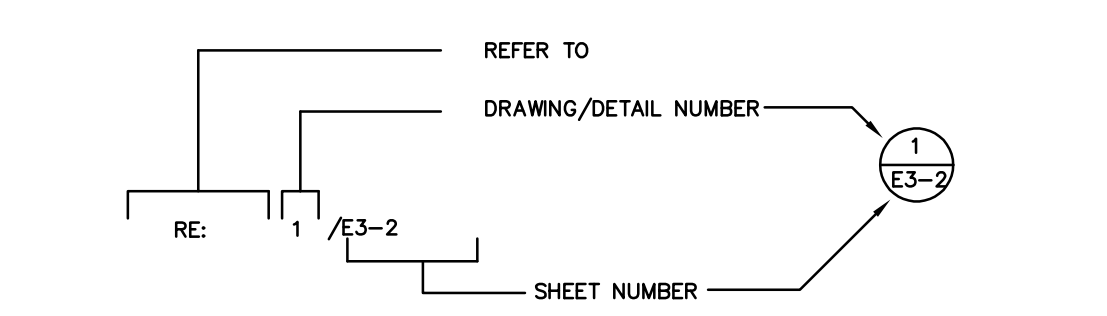 REFER TO
DRAWING/DETAIL NUMBER
1
E3-2
RE: 1 /E3-2
SHEET NUMBER